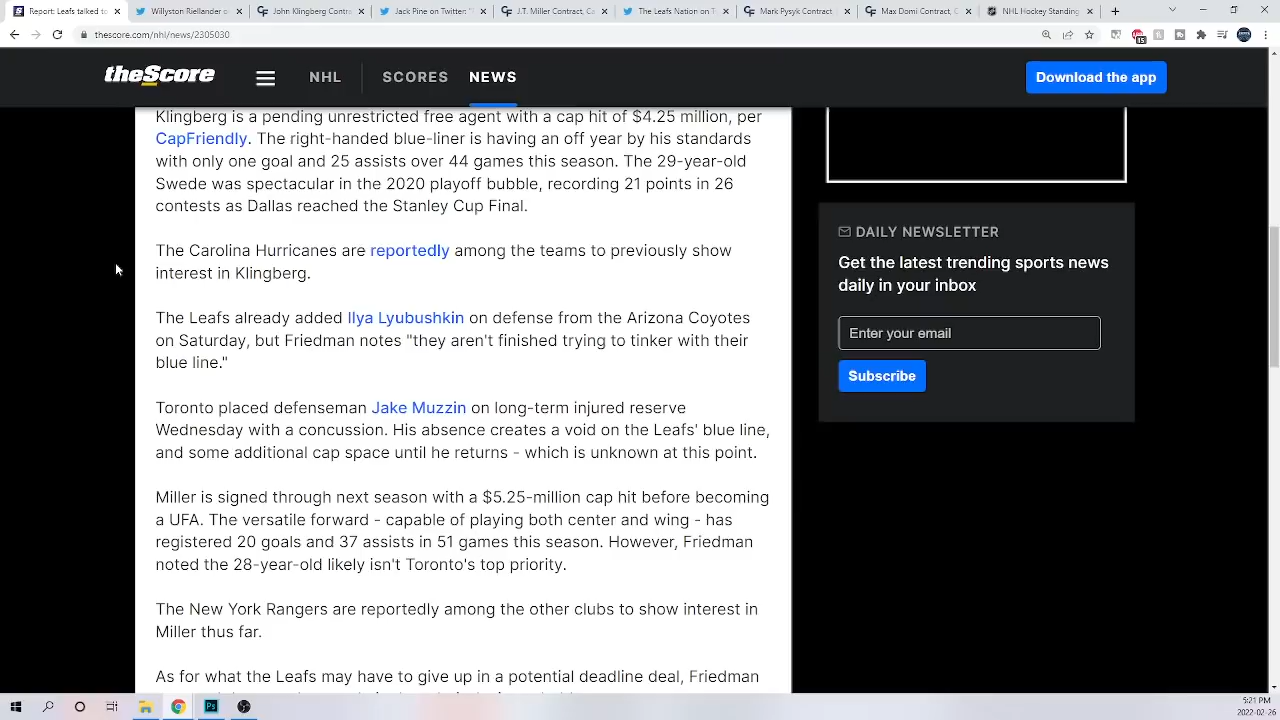 Report: Leafs talked to
Willyston Riellander o
John Klingberg Contra
Jack Pine on Twitter: "
J.T. Miller Contract, Ca
The Leafs Nation on T
Mark Pysyk Contract
Max Domi Contract, C
NHL Hockey Standing
thescore.com/nhl/news/2305030
15
theScore
NHL
SCORES
NEWS
Download the app
Klingberg is a pending unrestricted free agent with a cap hit of $4.25 million, per
CapFriendly. The right-handed blue-liner is having an off year by his standards
with only one goal and 25 assists over 44 games this season. The 29-year-old
Swede was spectacular in the 2020 playoff bubble, recording 21 points in 26
contests as Dallas reached the Stanley Cup Final.
The Carolina Hurricanes are reportedly among the teams to previously show
interest in Klingberg.
The Leafs already added Ilya Lyubushkin on defense from the Arizona Coyotes
on Saturday, but Friedman notes "they aren't finished trying to tinker with their
blue line."
Toronto placed defenseman Jake Muzzin on long-term injured reserve
Wednesday with a concussion. His absence creates a void on the Leafs' blue line,
and some additional cap space until he returns - which is unknown at this point.
Miller is signed through next season with a $5.25-million cap hit before becoming
a UFA. The versatile forward - capable of playing both center and wing - has
registered 20 goals and 37 assists in 51 games this season. However, Friedman
noted the 28-year-old likely isn't Toronto's top priority.
The New York Rangers are reportedly among the other clubs to show interest in
Miller thus far.
As for what the Leafs may have to give up in a potential deadline deal, Friedman
DAILY NEWSLETTER
Get the latest trending sports news
daily in your inbox
Enter your email
Subscribe
Ps
5:21 PM
2022-02-26